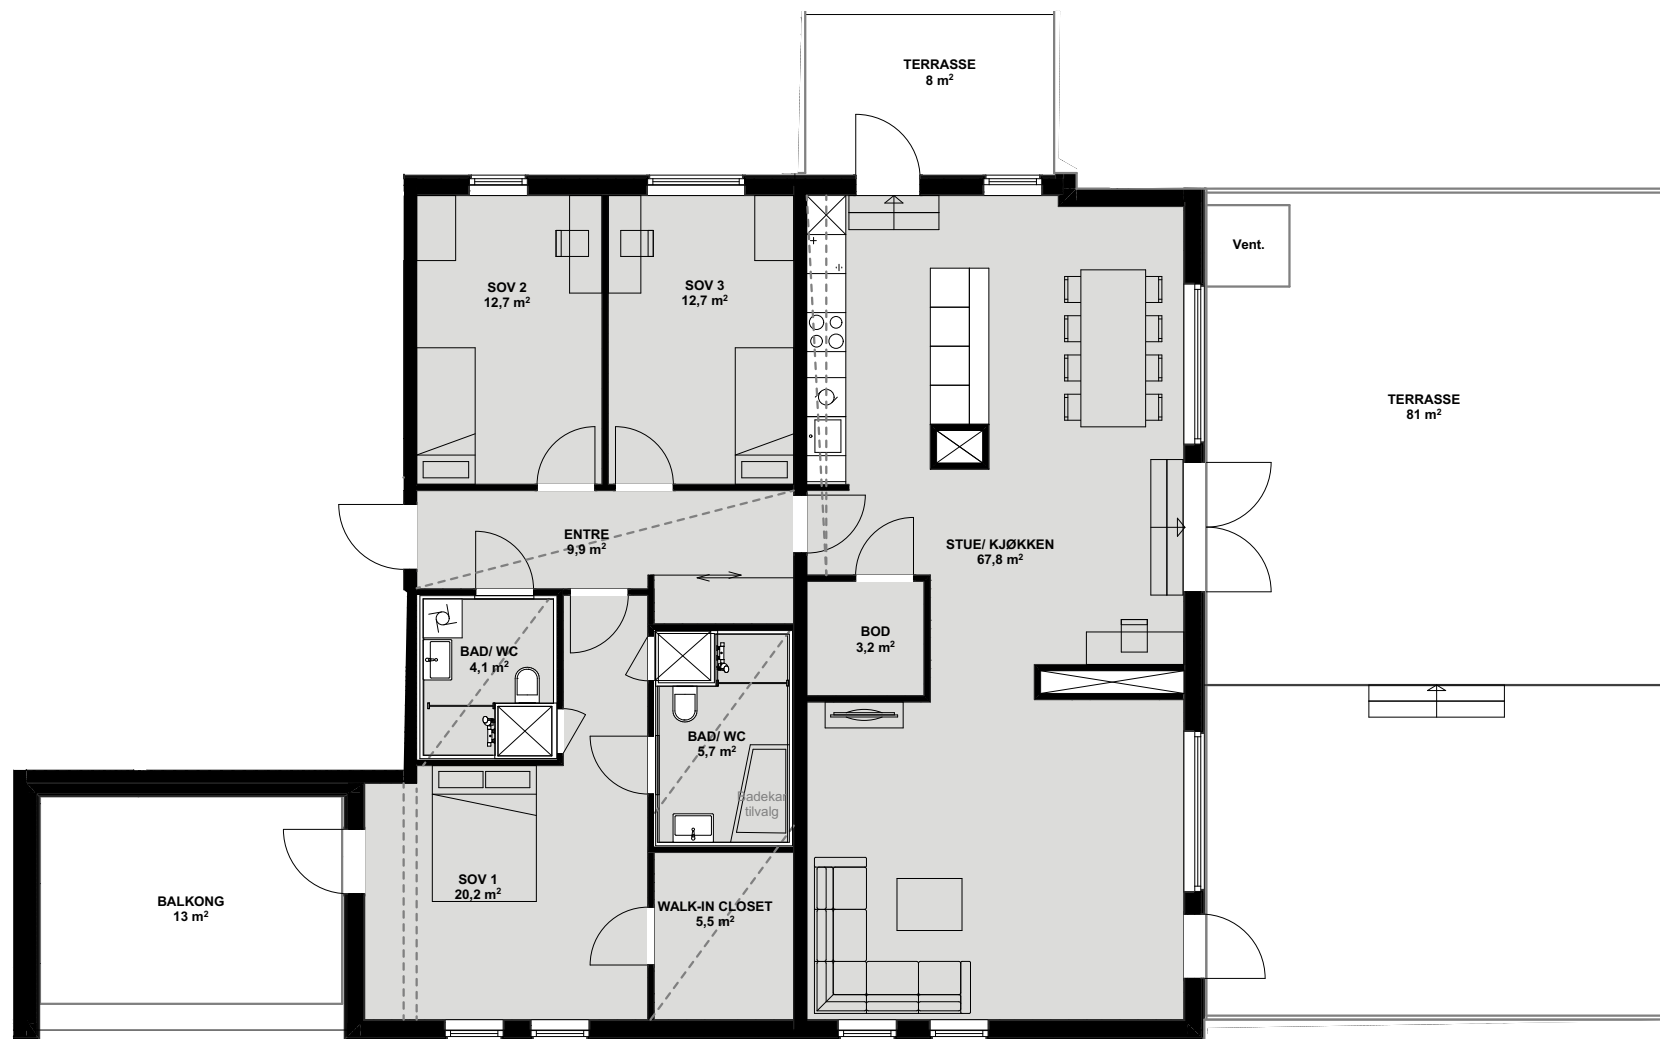 TERRASSE
8 m²
Vent.
SOV 2
12,7 m²
SOV 3
12,7 m²
TERRASSE
81 m²
ENTRE
9,9 m²
STUE/ KJØKKEN
67,8 m²
BOD
3,2 m²
BAD/ WC
4,1 m²
BAD/ WC
5,7 m²
Badekar
tilvalg
SOV 1
20,2 m²
WALK-IN CLOSET
5,5 m²
BALKONG
13 m²